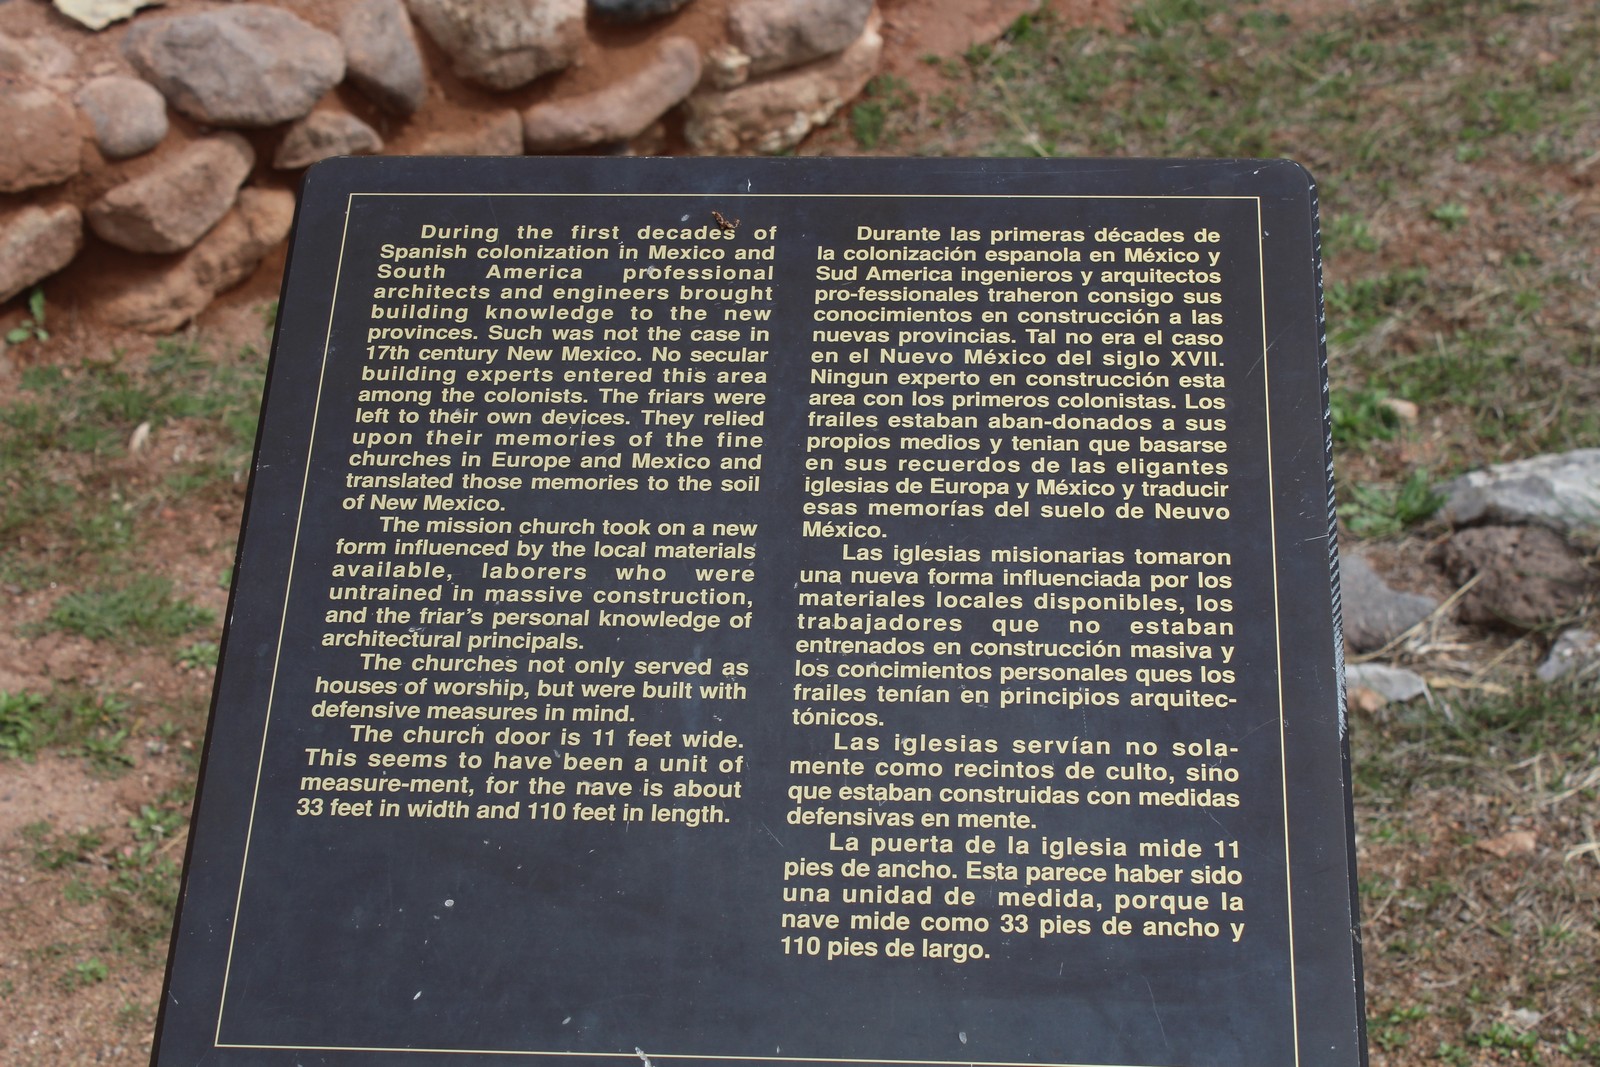 During the first decades of
Spanish colonization in Mexico and
South America professional
architects and engineers brought
building knowledge to the new
provinces. Such was not the case in
17th century New Mexico. No secular
building experts entered this area
among the colonists. The friars were
left to their own devices. They relied
upon their memories of the fine
churches in Europe and Mexico and
translated those memories to the soil
of New Mexico.
The mission church took on a new
form influenced by the local materials
available, laborers who were
untrained in massive construction,
and the friar's personal knowledge of
architectural principals.
The churches not only served as
houses of worship, but were built with
defensive measures in mind.
The church door is 11 feet wide.
This seems to have been a unit of
measure-ment, for the nave is about
33 feet in width and 110 feet in length.
Durante las primeras décades de
la colonización espanola en México y
Sud America ingenieros y arquitectos
pro-fessionales traheron consigo sus
conocimientos en construcción a las
nuevas provincias. Tal no era el caso
en el Nuevo México del siglo XVII.
Ningun experto en construcción esta
area con los primeros colonistas. Los
frailes estaban aban-donados a sus
propios medios y tenian que basarse
en sus recuerdos de las eligantes
iglesias de Europa y México y traducir
esas memorías del suelo de Neuvo
México.
Las iglesias misionarias tomaron
una nueva forma influenciada por los
materiales locales disponibles, los
trabajadores que no estaban
entrenados en construcción masiva y
los concimientos personales ques los
frailes tenían en principios arquitec-
tónicos.
Las iglesias servían no sola-
mente como recintos de culto, sino
que estaban construidas con medidas
defensivas en mente.
La puerta de la iglesia mide 11
pies de ancho. Esta parece haber sido
una unidad de medida, porque la
nave mide como 33 pies de ancho y
110 pies de largo.